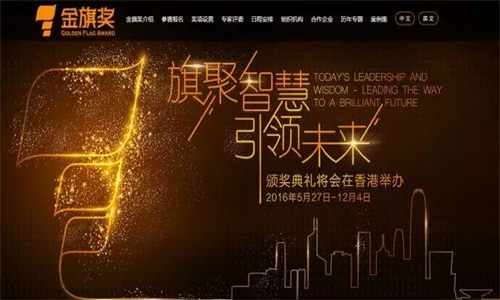 金旗奖
GOLDEN FLAG AWARD
金旗奖介绍 参赛报名 奖项设置 专家评委 日程安排 组织机构 合作企业 历年专题 案例集 中文 英文
旗聚智慧
引领未来
TODAY'S LEADERSHIP AND
WISDOM - LEADING THE WAY
TO A BRILLIANT FUTURE
颁奖典礼将会在香港举办
2016年5月27日-12月4日